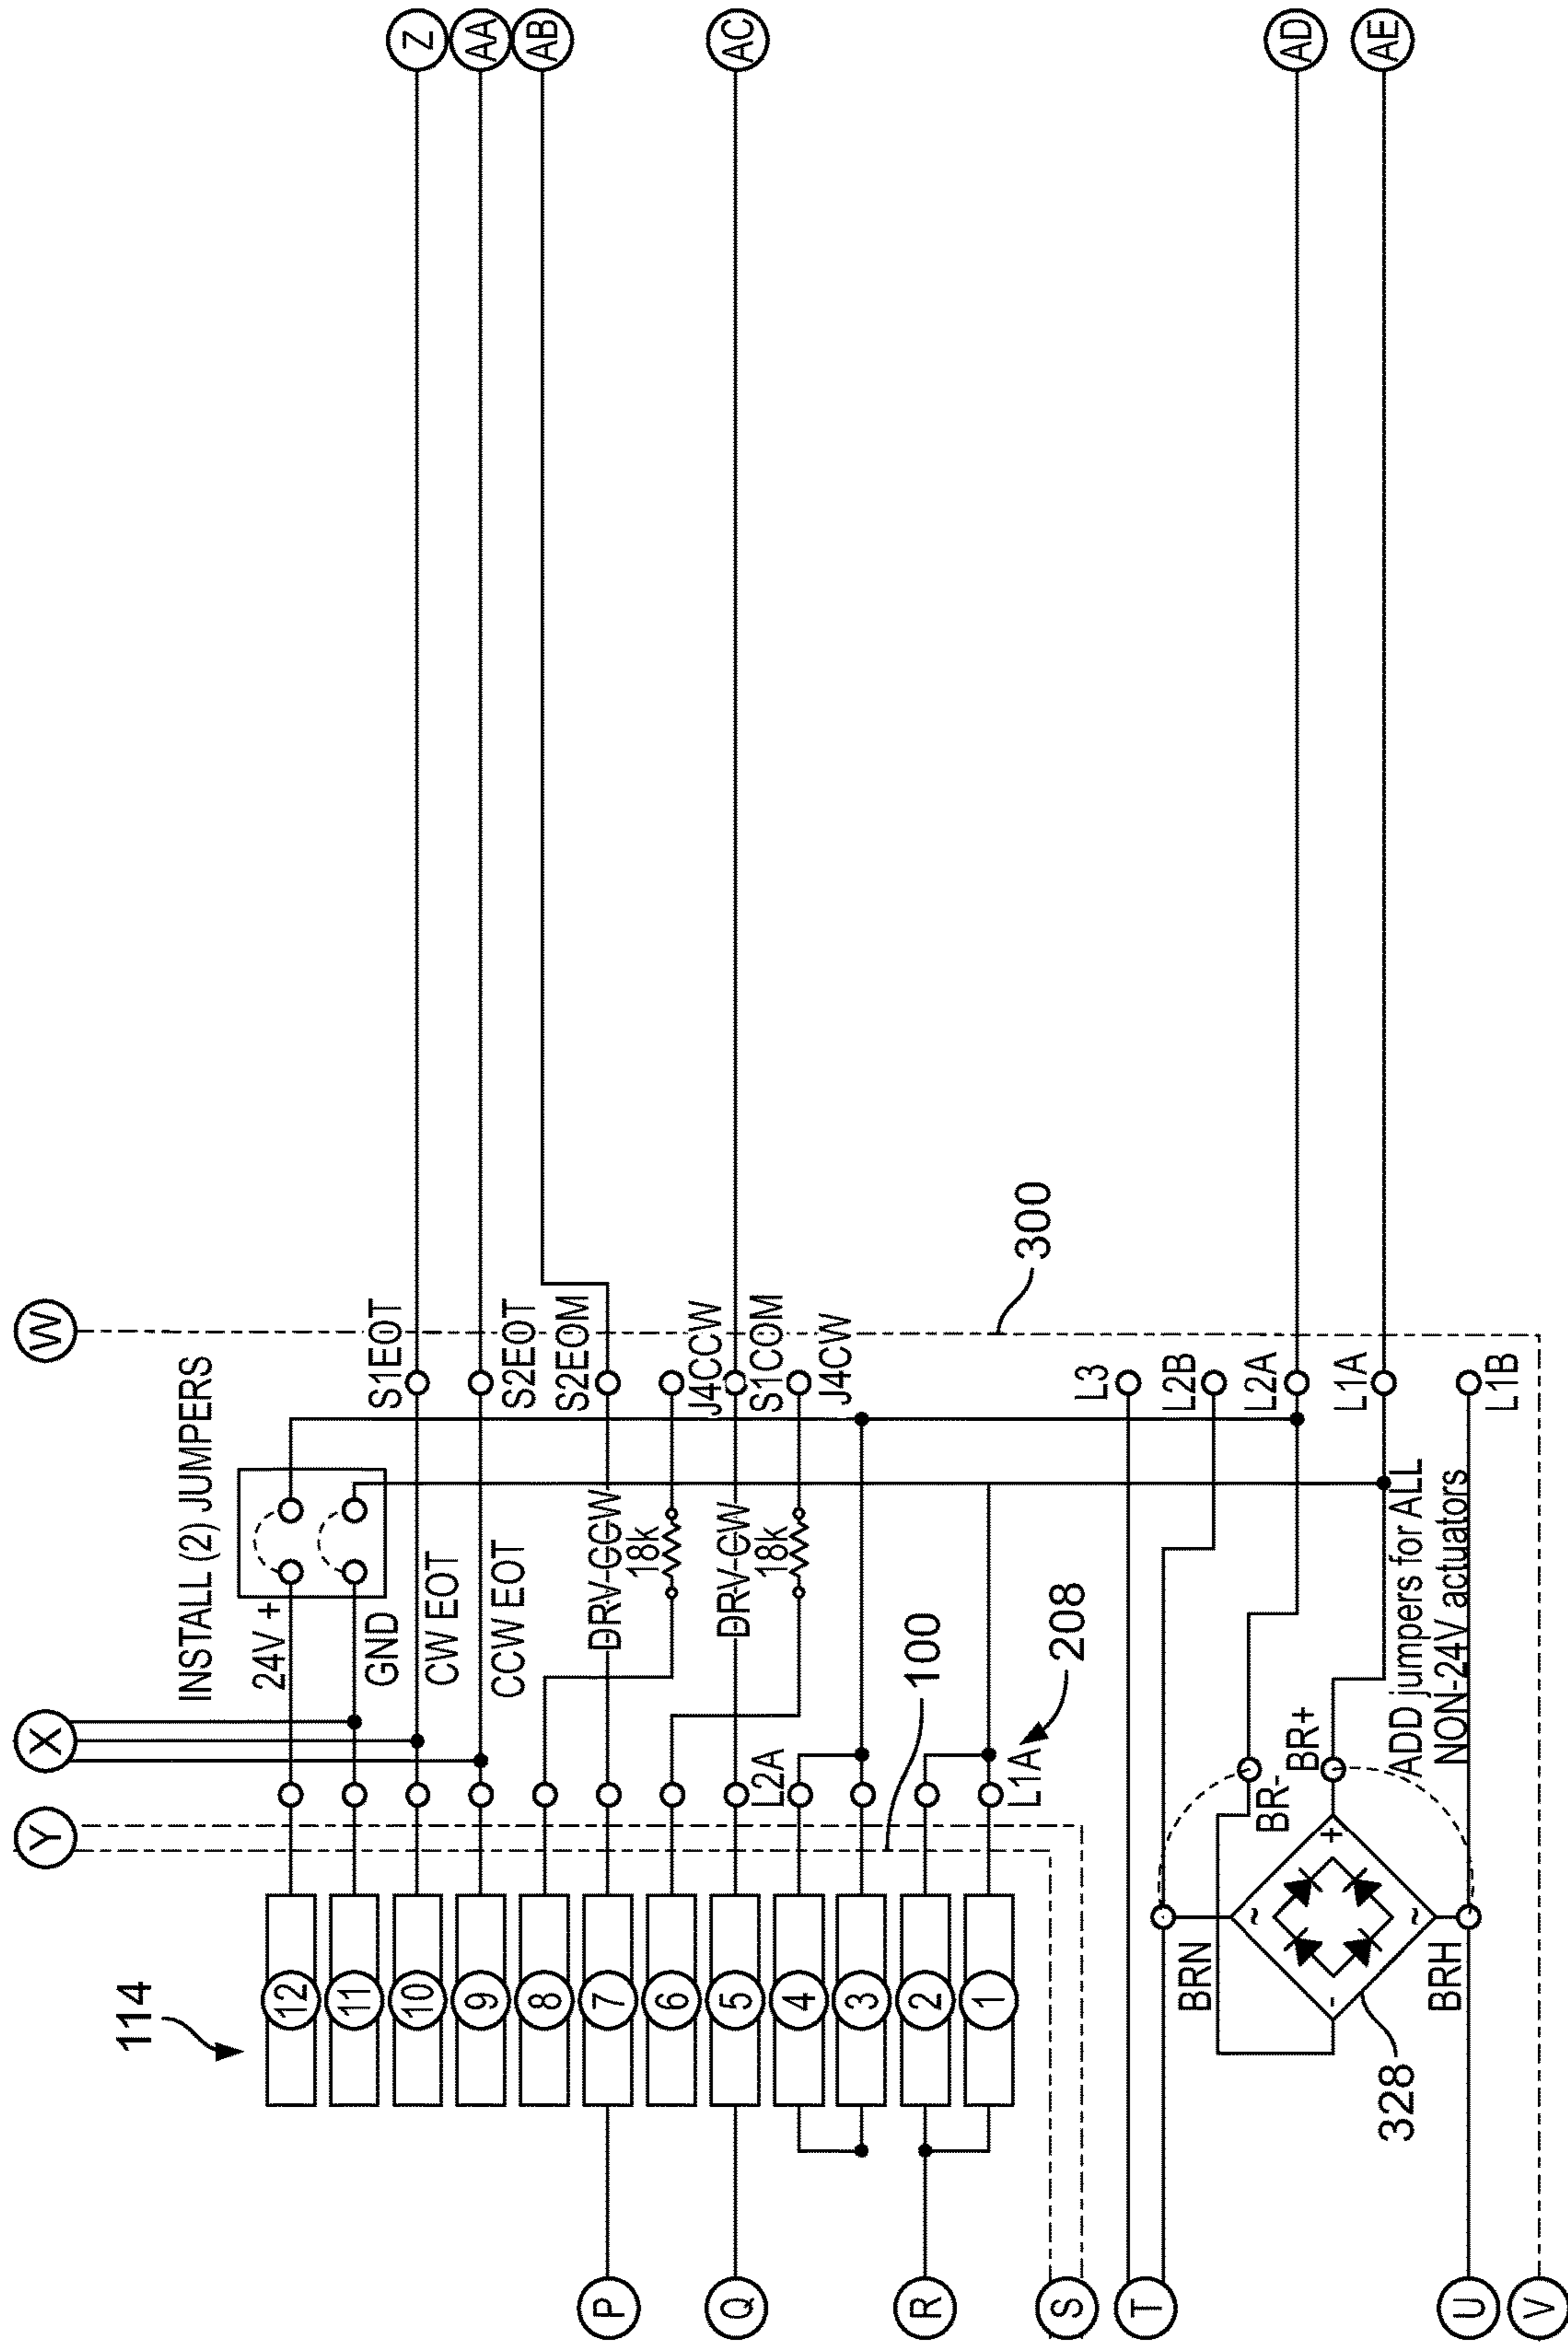 Z
AA
AB
AC
AD
AE
W
300
S1EOT
S2EOT
S2EOM
J4CCW
S1COM
J4CW
L3
L2B
L2A
L1A
L1B
INSTALL (2) JUMPERS
24V +
GND
CW EOT
CCW EOT
DRV-CCW
18k
DRV-CW
18k
100
208
ADD jumpers for ALL
NON-24V actuators
X
Y
L2A
L1A
BR-
BR+
114
12
11
10
9
8
7
6
5
4
3
2
1
BRN
BRH
~
+
-
~
328
P
Q
R
S
T
U
V